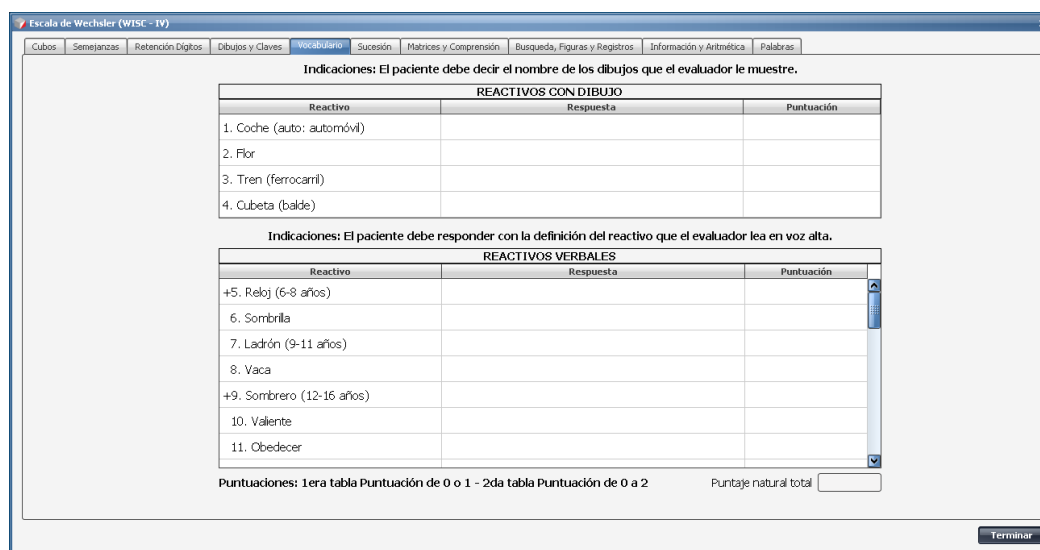 Escala de Wechsler (WISC - IV)
Cubos Semejanzas Retención Dígitos Dibujos y Claves Vocabulario Sucesión Matrices y Comprensión Busqueda, Figuras y Registros Información y Aritmética Palabras
Indicaciones: El paciente debe decir el nombre de los dibujos que el evaluador le muestre.
REACTIVOS CON DIBUJO
Reactivo Respuesta Puntuación
1. Coche (auto: automóvil)
2. Flor
3. Tren (ferrocarril)
4. Cubeta (balde)
Indicaciones: El paciente debe responder con la definición del reactivo que el evaluador lea en voz alta.
REACTIVOS VERBALES
Reactivo Respuesta Puntuación
+5. Reloj (6-8 años)
6. Sombrilla
7. Ladrón (9-11 años)
8. Vaca
+9. Sombrero (12-16 años)
10. Valiente
11. Obedecer
Puntuaciones: 1era tabla Puntuación de 0 o 1 - 2da tabla Puntuación de 0 a 2 Puntaje natural total
Terminar